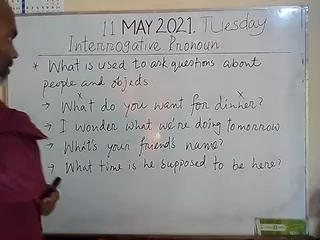 11 MAY 2021, Tuesday
Interrogative Pronoun
* What is used to ask questions about
people and objects
x x
→ What do you want for dinner?
→ I wonder what we're doing tomorrow
→ What's your friend's name?
→ What time is he supposed to be here?